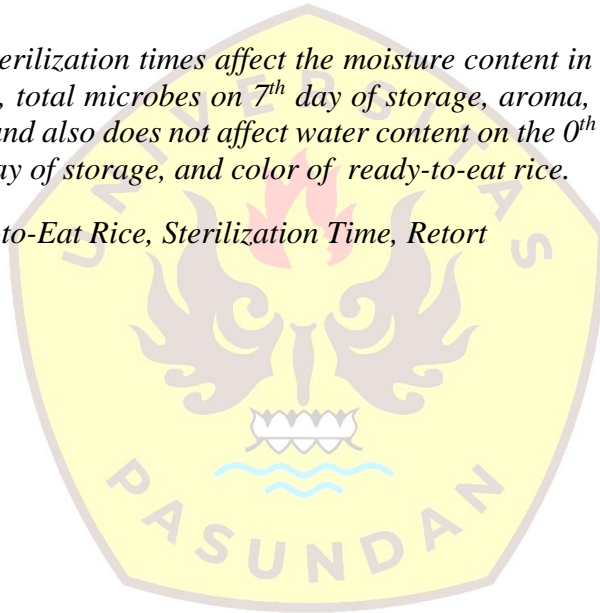 erilization times affect the moisture content in
, total microbes on 7th day of storage, aroma,
and also does not affect water content on the 0th
ay of storage, and color of ready-to-eat rice.
to-Eat Rice, Sterilization Time, Retort
UNIVERSITAS
PASUNDAN